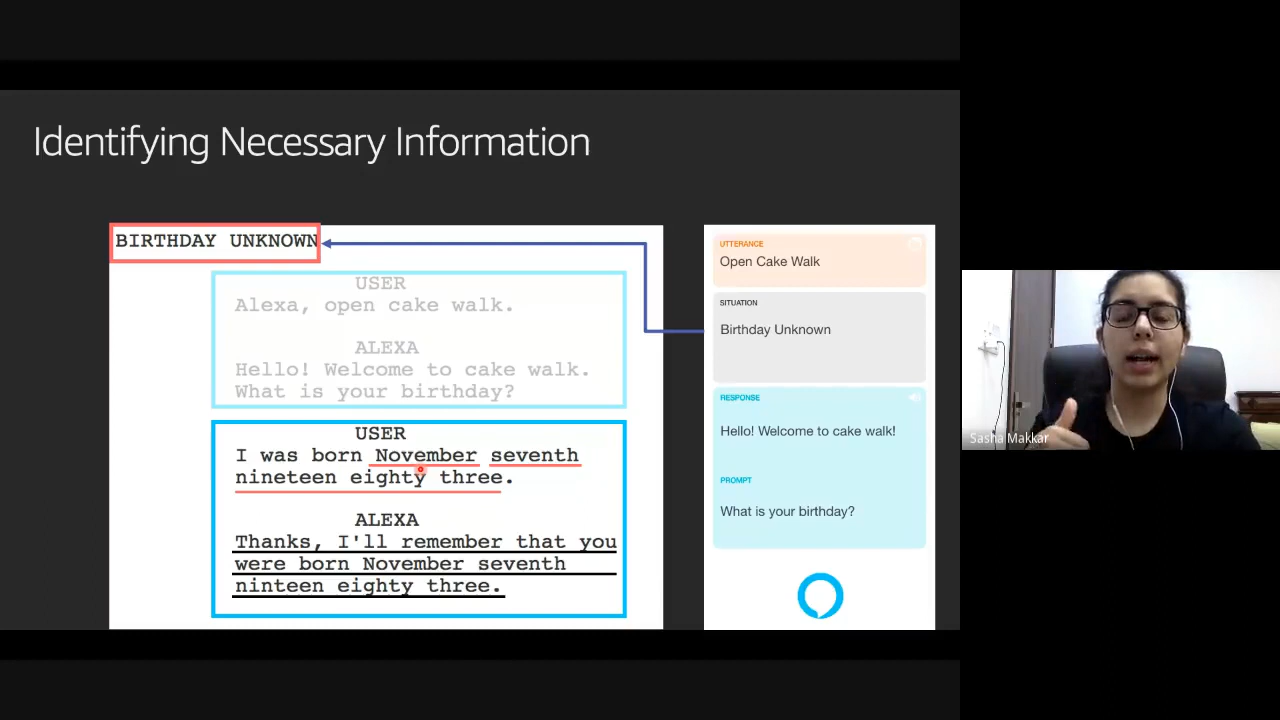 Identifying Necessary Information
BIRTHDAY UNKNOWN
USER
Alexa, open cake walk.
ALEXA
Hello! Welcome to cake walk.
What is your birthday?
USER
I was born November seventh
nineteen eighty three.
ALEXA
Thanks, I'll remember that you
were born November seventh
ninteen eighty three.
UTTERANCE
Open Cake Walk
SITUATION
Birthday Unknown
RESPONSE
Hello! Welcome to cake walk!
PROMPT
What is your birthday?
Sasha Makkar